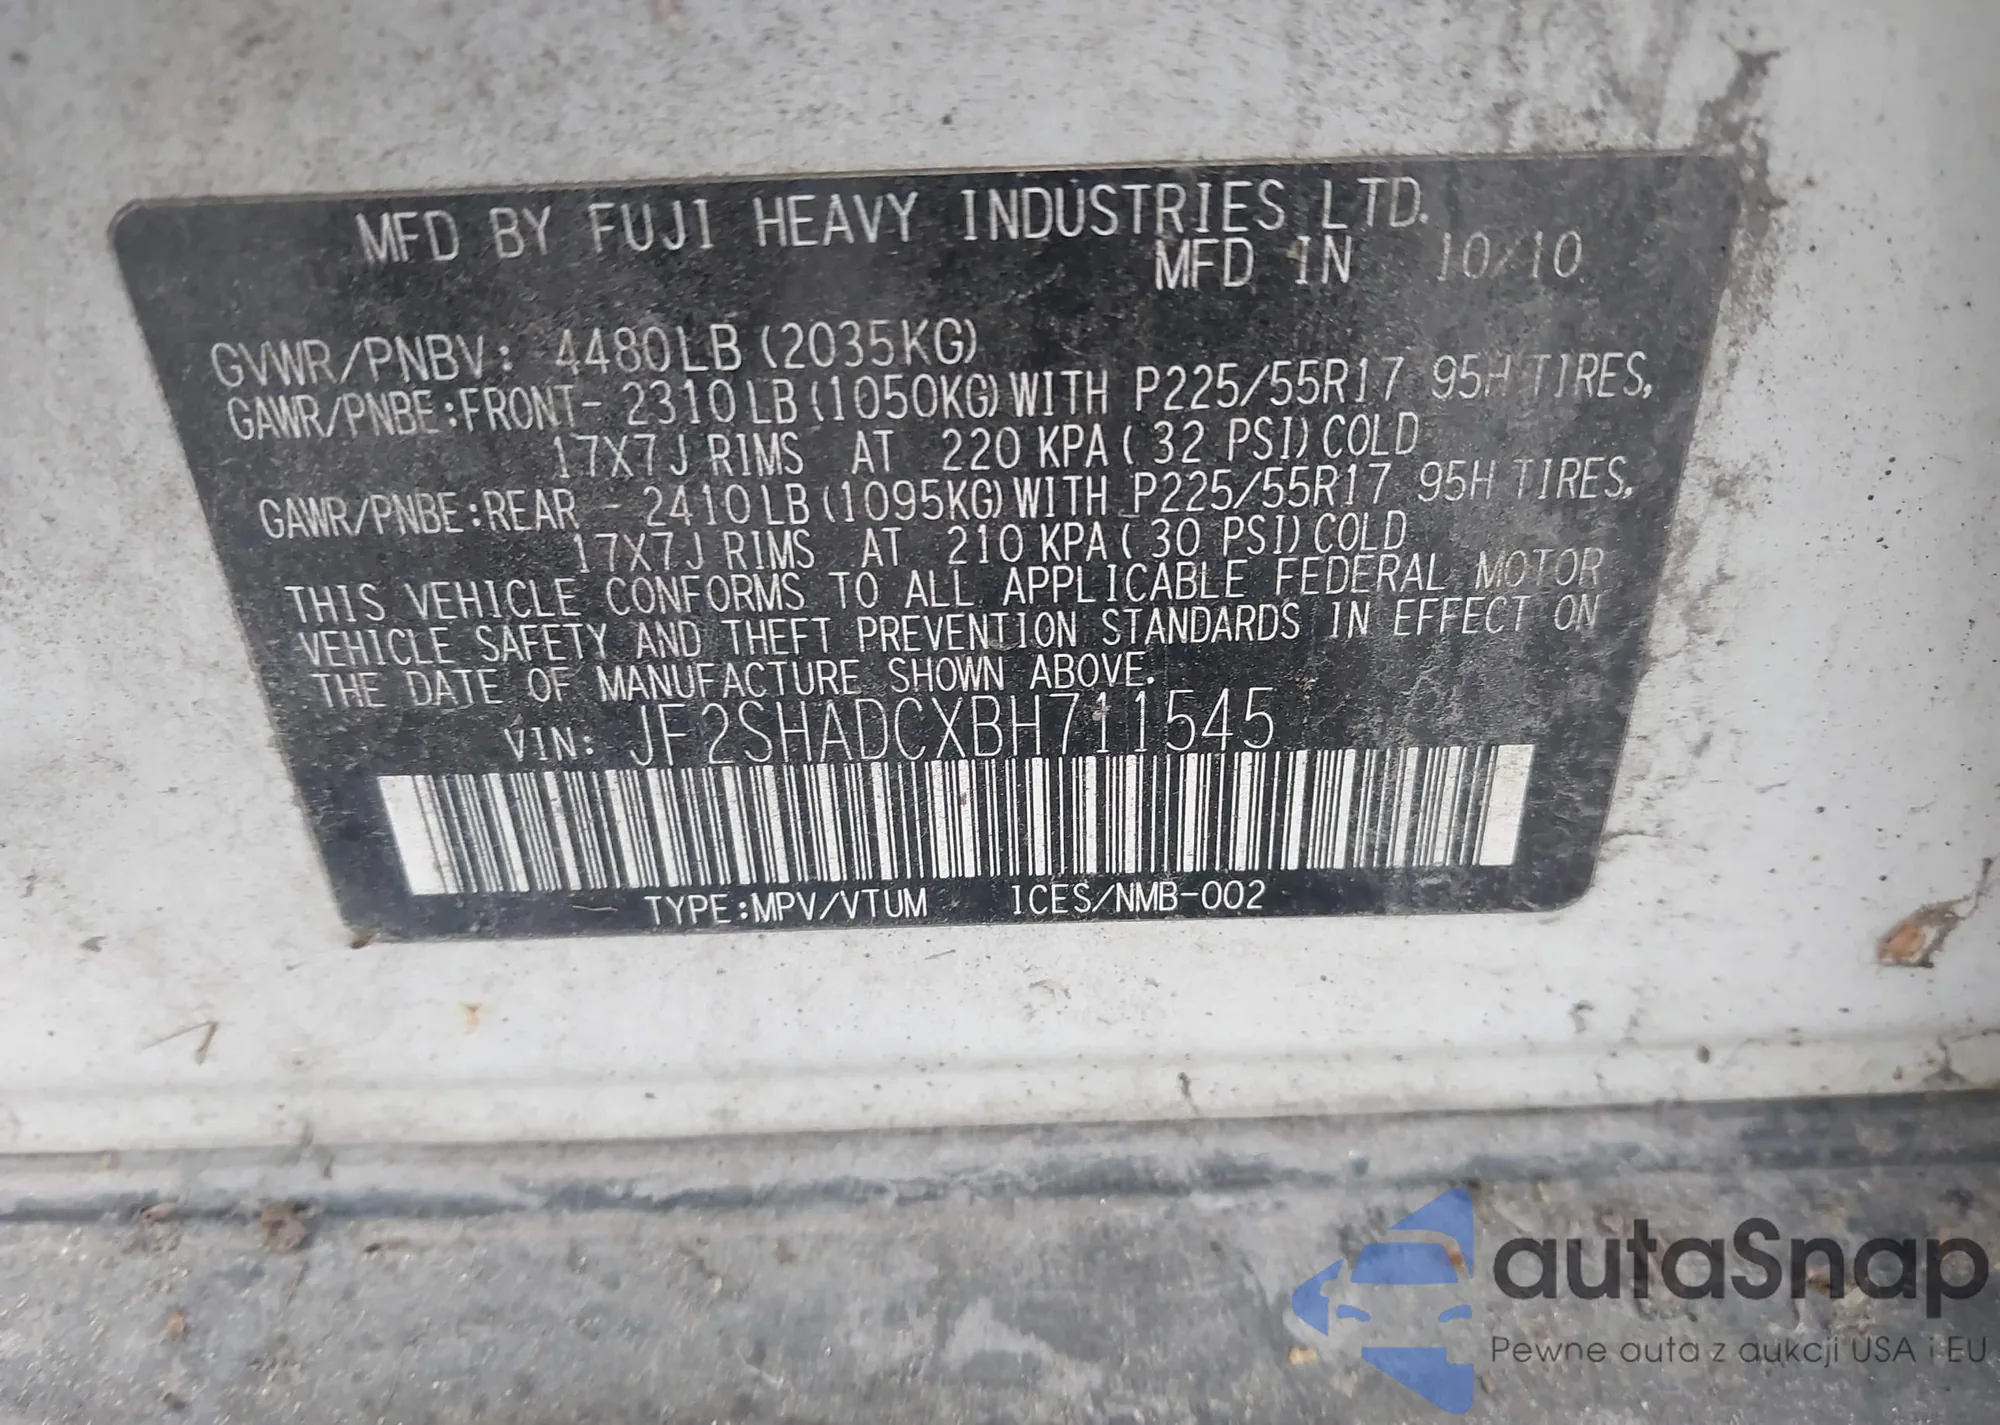 MFD BY FUJI HEAVY INDUSTRIES LTD.
MFD IN 10/10
GVWR/PNBV: 4480LB (2035KG)
GAWR/PNBE:FRONT- 2310LB(1050KG)WITH P225/55R17 95H TIRES,
17X7J RIMS AT 220 KPA( 32 PSI)COLD
GAWR/PNBE:REAR - 2410LB(1095KG)WITH P225/55R17 95H TIRES,
17X7J RIMS AT 210 KPA( 30 PSI)COLD
THIS VEHICLE CONFORMS TO ALL APPLICABLE FEDERAL MOTOR
VEHICLE SAFETY AND THEFT PREVENTION STANDARDS IN EFFECT ON
THE DATE OF MANUFACTURE SHOWN ABOVE.
VIN: JF2SHADCXBH711545
TYPE:MPV/VTUM ICES/NMB-002
autaSnap
Pewne auta z aukcji USA i EU